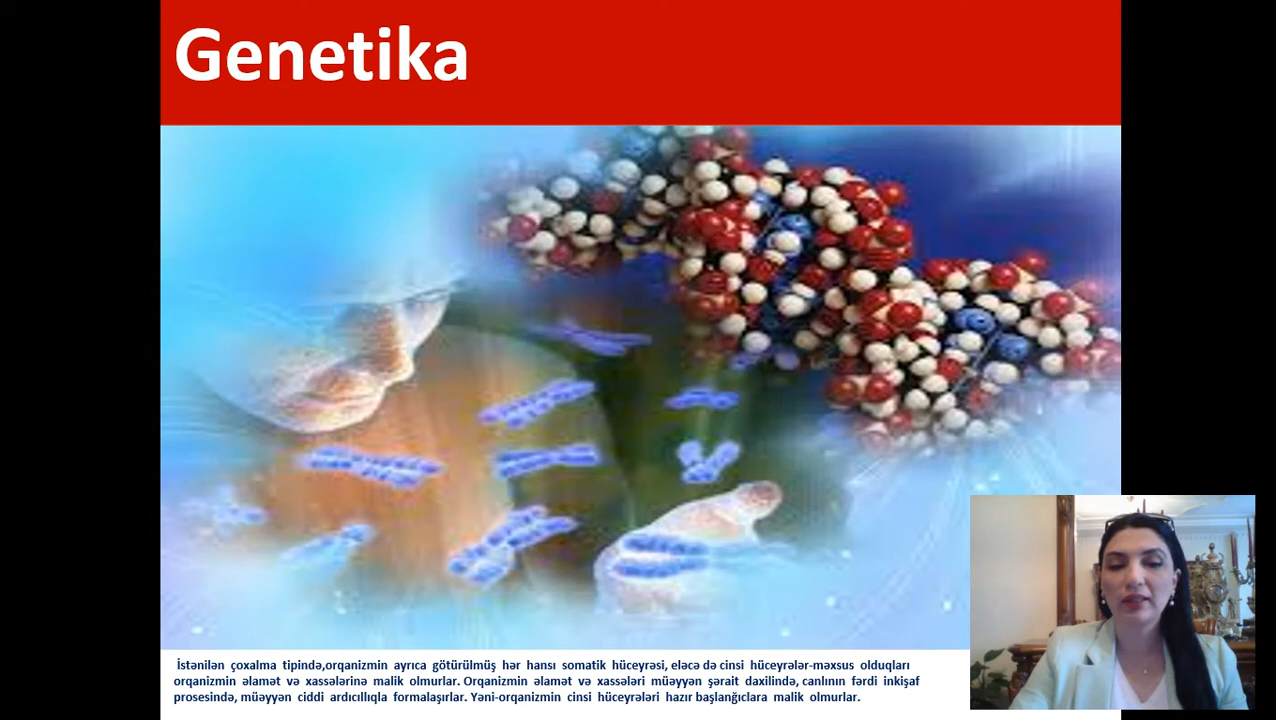 Genetika
İstənilən çoxalma tipində,orqanizmin ayrıca götürülmüş hər hansı somatik hüceyrəsi, eləcə də cinsi hüceyrələr-məxsus olduqları
orqanizmin əlamət və xassələrinə malik olmurlar. Orqanizmin əlamət və xassələri müəyyən şərait daxilində, canlının fərdi inkişaf
prosesində, müəyyən ciddi ardıcıllıqla formalaşırlar. Yəni-orqanizmin cinsi hüceyrələri hazır başlanğıclara malik olmurlar.